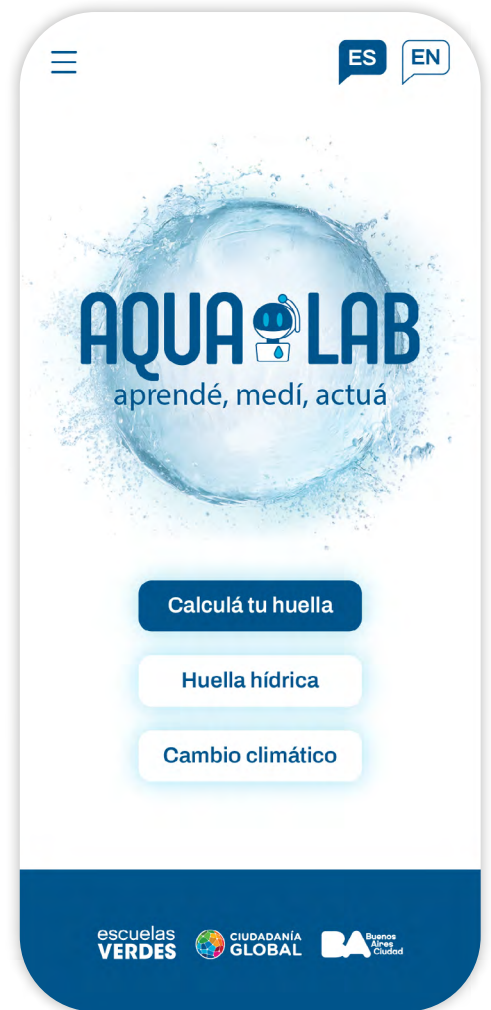 ES
EN
AQUA LAB
aprendé, medí, actuá
Calculá tu huella
Huella hídrica
Cambio climático
escuelas
VERDES
CIUDADANÍA
GLOBAL
BA
Buenos
Aires
Ciudad